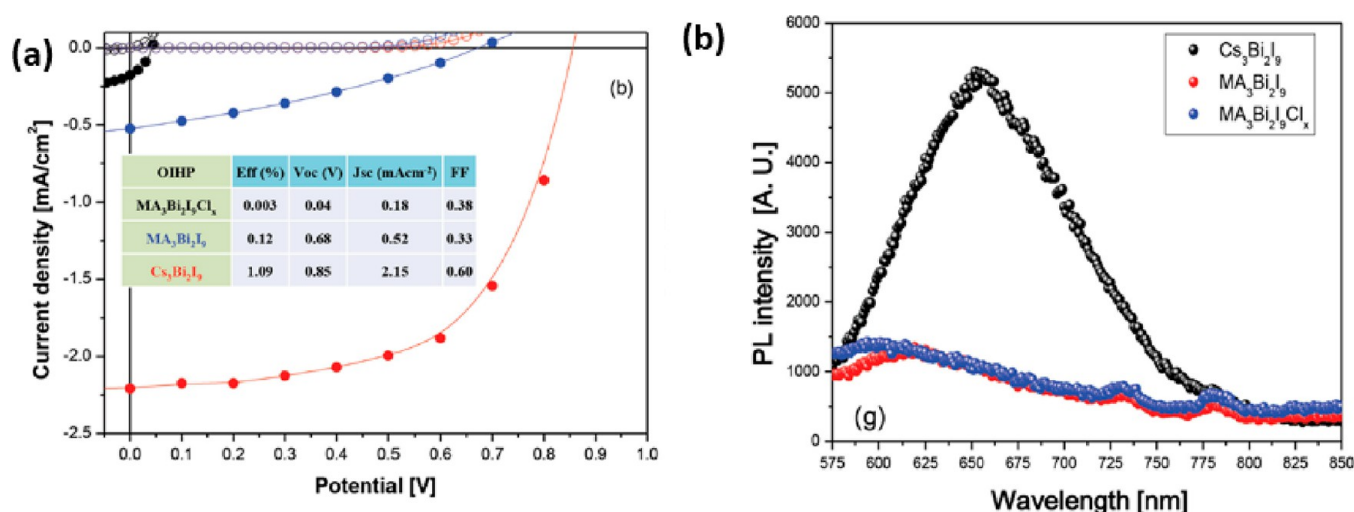 (a)
0.0
-0.5
-1.0
-1.5
-2.0
-2.5
Current density [mA/cm²]
(b)
OIHP Eff (%) Voc (V) Jsc (mAcm⁻²) FF
MA₃Bi₂I₉Clₓ 0.003 0.04 0.18 0.38
MA₃Bi₂I₉ 0.12 0.68 0.52 0.33
Cs₃Bi₂I₉ 1.09 0.85 2.15 0.60
0.0 0.1 0.2 0.3 0.4 0.5 0.6 0.7 0.8 0.9 1.0
Potential [V]
(b)
6000
5000
4000
3000
2000
1000
0
PL intensity [A. U.]
Cs₃Bi₂I₉
MA₃Bi₂I₉
MA₃Bi₂I₉Clₓ
(g)
575 600 625 650 675 700 725 750 775 800 825 850
Wavelength [nm]